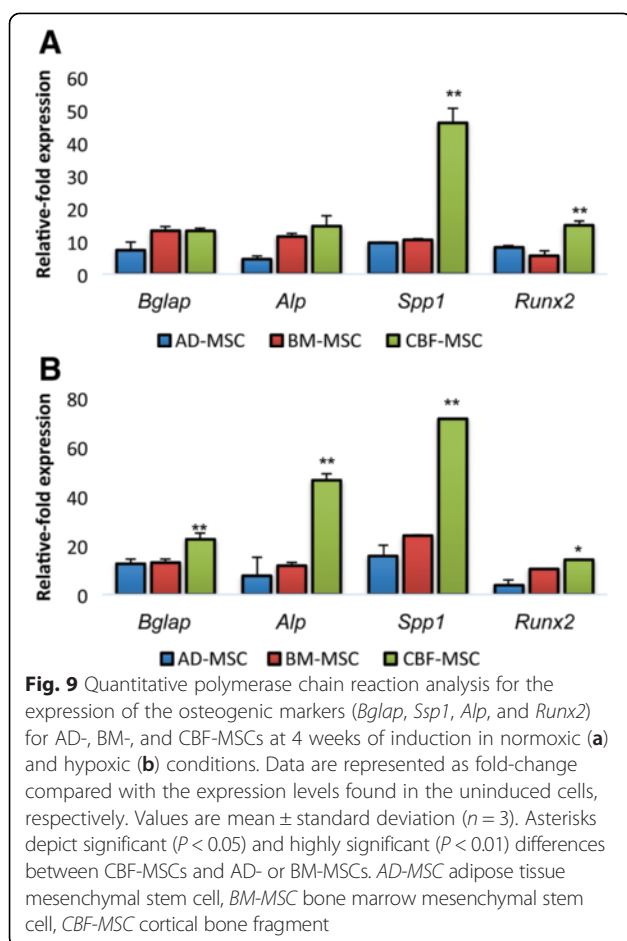 A
Relative-fold expression
60
50
40
30
20
10
0
**
**
Bglap Alp Spp1 Runx2
AD-MSC BM-MSC CBF-MSC
B
Relative-fold expression
80
60
40
20
0
**
**
**
*
Bglap Alp Spp1 Runx2
AD-MSC BM-MSC CBF-MSC
Fig. 9 Quantitative polymerase chain reaction analysis for the
expression of the osteogenic markers (Bglap, Ssp1, Alp, and Runx2)
for AD-, BM-, and CBF-MSCs at 4 weeks of induction in normoxic (a)
and hypoxic (b) conditions. Data are represented as fold-change
compared with the expression levels found in the uninduced cells,
respectively. Values are mean ± standard deviation (n = 3). Asterisks
depict significant (P < 0.05) and highly significant (P < 0.01) differences
between CBF-MSCs and AD- or BM-MSCs. AD-MSC adipose tissue
mesenchymal stem cell, BM-MSC bone marrow mesenchymal stem
cell, CBF-MSC cortical bone fragment